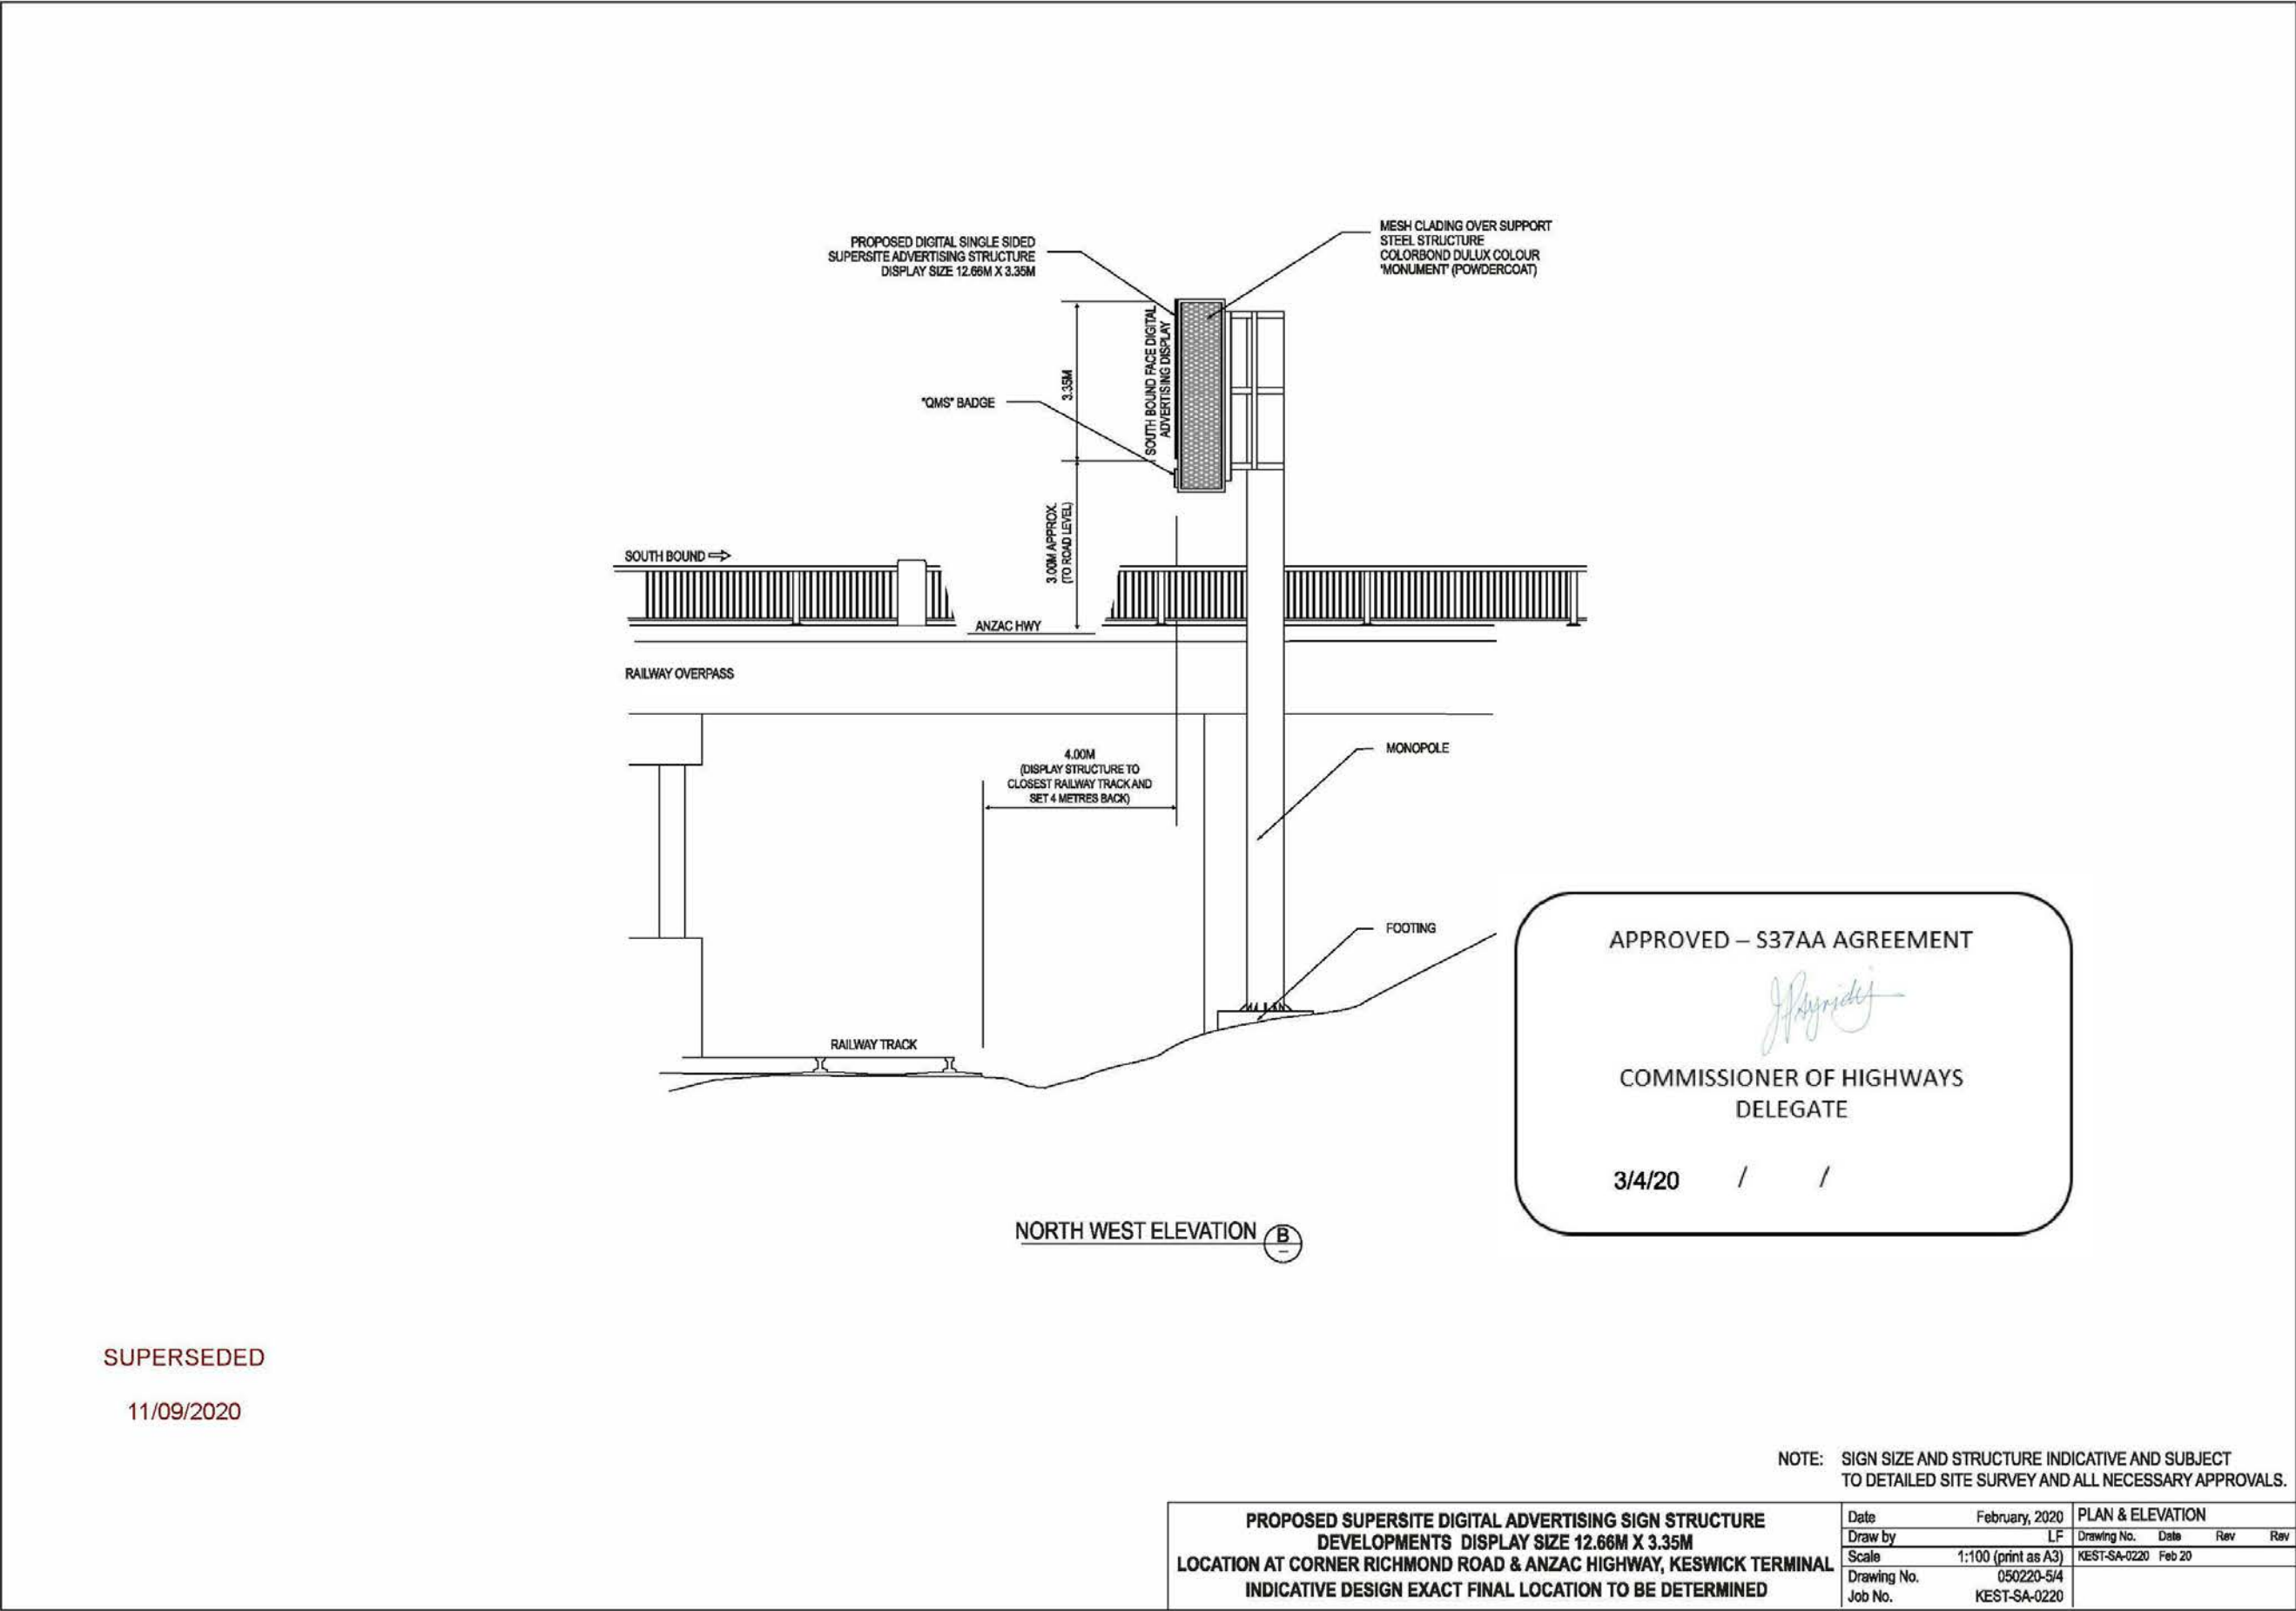 PROPOSED DIGITAL SINGLE SIDED
SUPERSITE ADVERTISING STRUCTURE
DISPLAY SIZE 12.66M X 3.35M
MESH CLADING OVER SUPPORT
STEEL STRUCTURE
COLORBOND DULUX COLOUR
'MONUMENT' (POWDERCOAT)
3.35M
SOUTH BOUND FACE DIGITAL
ADVERTISING DISPLAY
"QMS" BADGE
3.00M APPROX.
(TO ROAD LEVEL)
SOUTH BOUND
ANZAC HWY
RAILWAY OVERPASS
4.00M
(DISPLAY STRUCTURE TO
CLOSEST RAILWAY TRACK AND
SET 4 METRES BACK)
MONOPOLE
FOOTING
RAILWAY TRACK
APPROVED – S37AA AGREEMENT
COMMISSIONER OF HIGHWAYS
DELEGATE
3/4/20 / /
NORTH WEST ELEVATION B
–
SUPERSEDED
11/09/2020
NOTE: SIGN SIZE AND STRUCTURE INDICATIVE AND SUBJECT
TO DETAILED SITE SURVEY AND ALL NECESSARY APPROVALS.
PROPOSED SUPERSITE DIGITAL ADVERTISING SIGN STRUCTURE
DEVELOPMENTS DISPLAY SIZE 12.66M X 3.35M
LOCATION AT CORNER RICHMOND ROAD & ANZAC HIGHWAY, KESWICK TERMINAL
INDICATIVE DESIGN EXACT FINAL LOCATION TO BE DETERMINED
Date February, 2020
Draw by LF
Scale 1:100 (print as A3)
Drawing No. 050220-5/4
Job No. KEST-SA-0220
PLAN & ELEVATION
Drawing No. Date Rev Rev
KEST-SA-0220 Feb 20